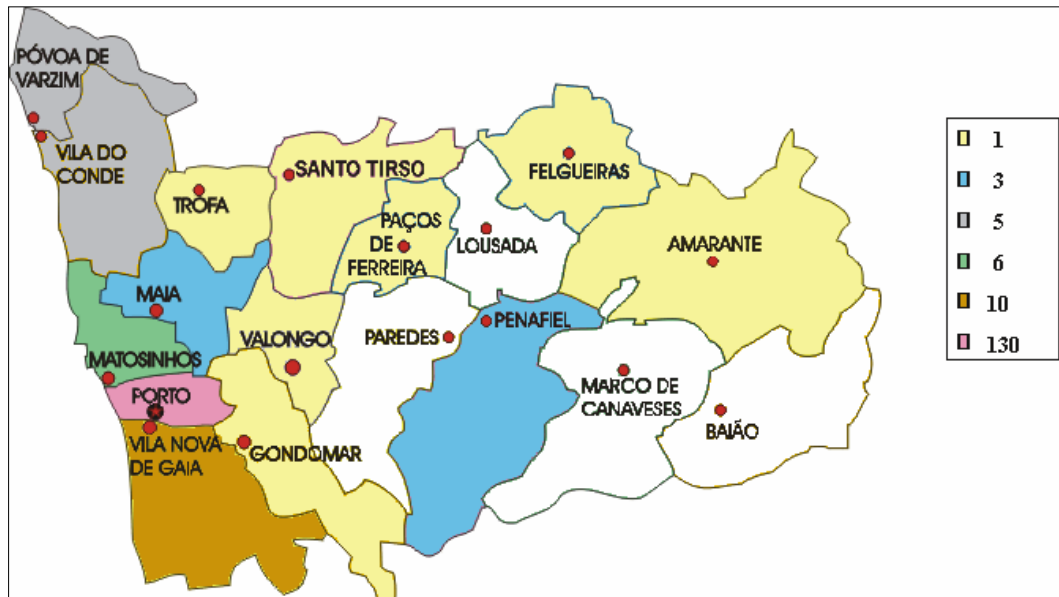 PÓVOA DE
VARZIM
VILA DO
CONDE
TROFA
SANTO TIRSO
PAÇOS
DE
FERREIRA
FELGUEIRAS
LOUSADA
AMARANTE
MAIA
VALONGO
PAREDES
PENAFIEL
MATOSINHOS
MARCO DE
CANAVESES
BAIÃO
PORTO
VILA NOVA
DE GAIA
GONDOMAR
1
3
5
6
10
130